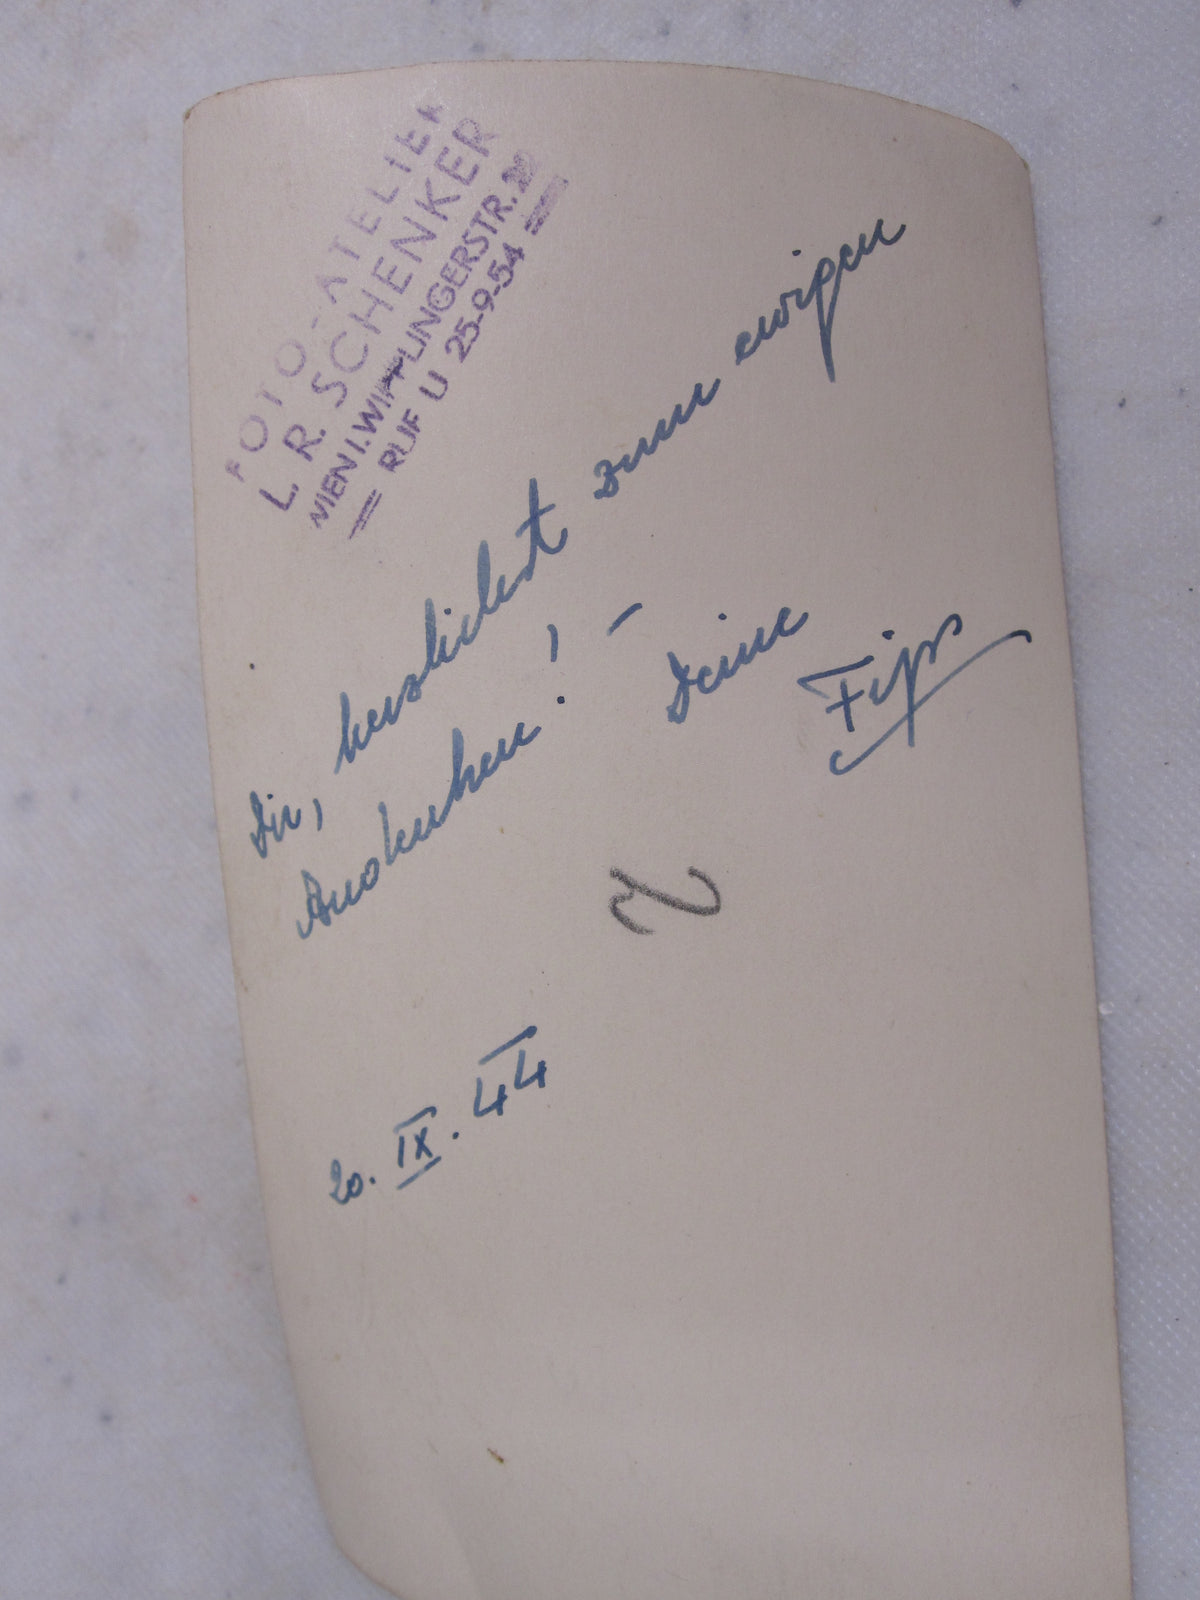 FOTO-ATELIER
L. R. SCHENKER
WIEN I. WIPPLINGERSTR.
RUF U 25-9-54
Dir, herzlichst zum ewigen
Andenken! - Deine
Fips
20. IX. 44